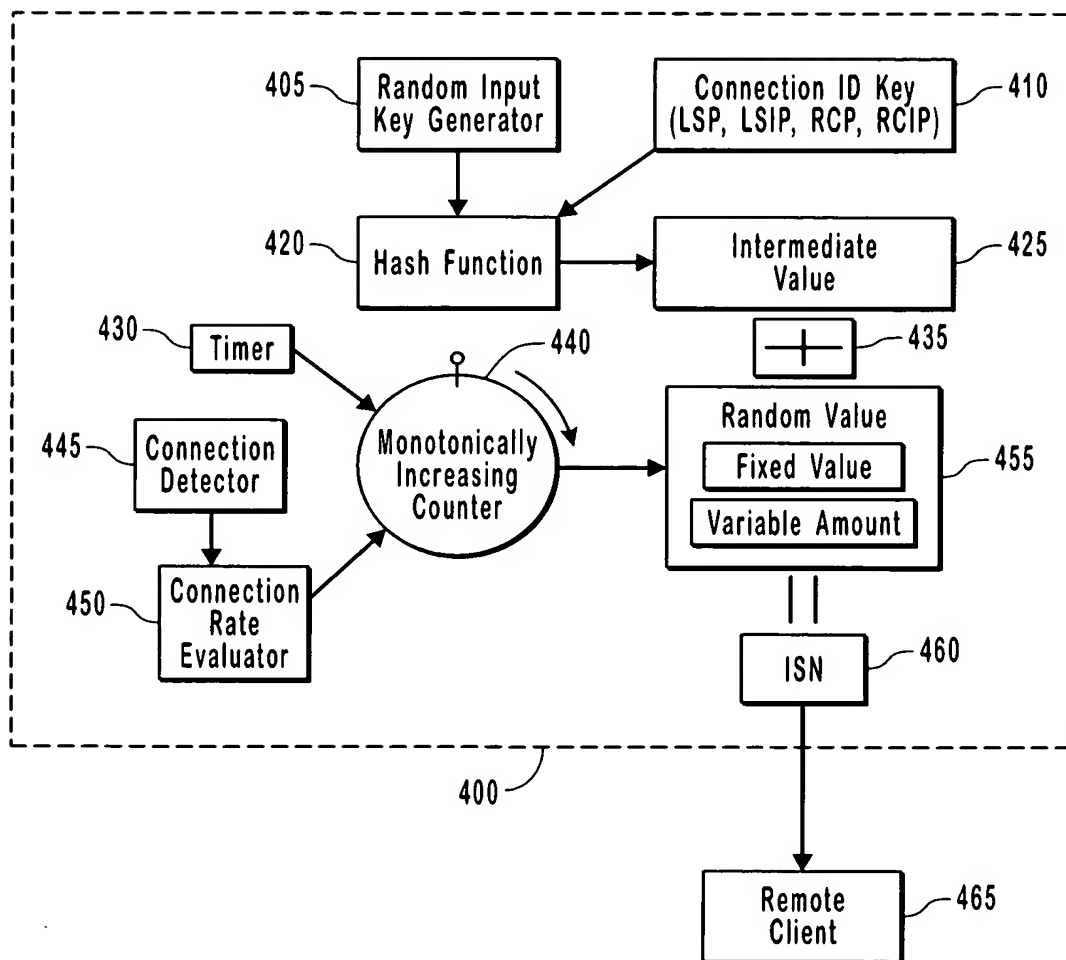 405
Random Input
Key Generator
Connection ID Key
(LSP, LSIP, RCP, RCIP)
410
420
Hash Function
Intermediate
Value
425
430
Timer
440
+
435
445
Connection
Detector
Monotonically
Increasing
Counter
Random Value
Fixed Value
Variable Amount
455
450
Connection
Rate
Evaluator
=
ISN
460
400
Remote
Client
465